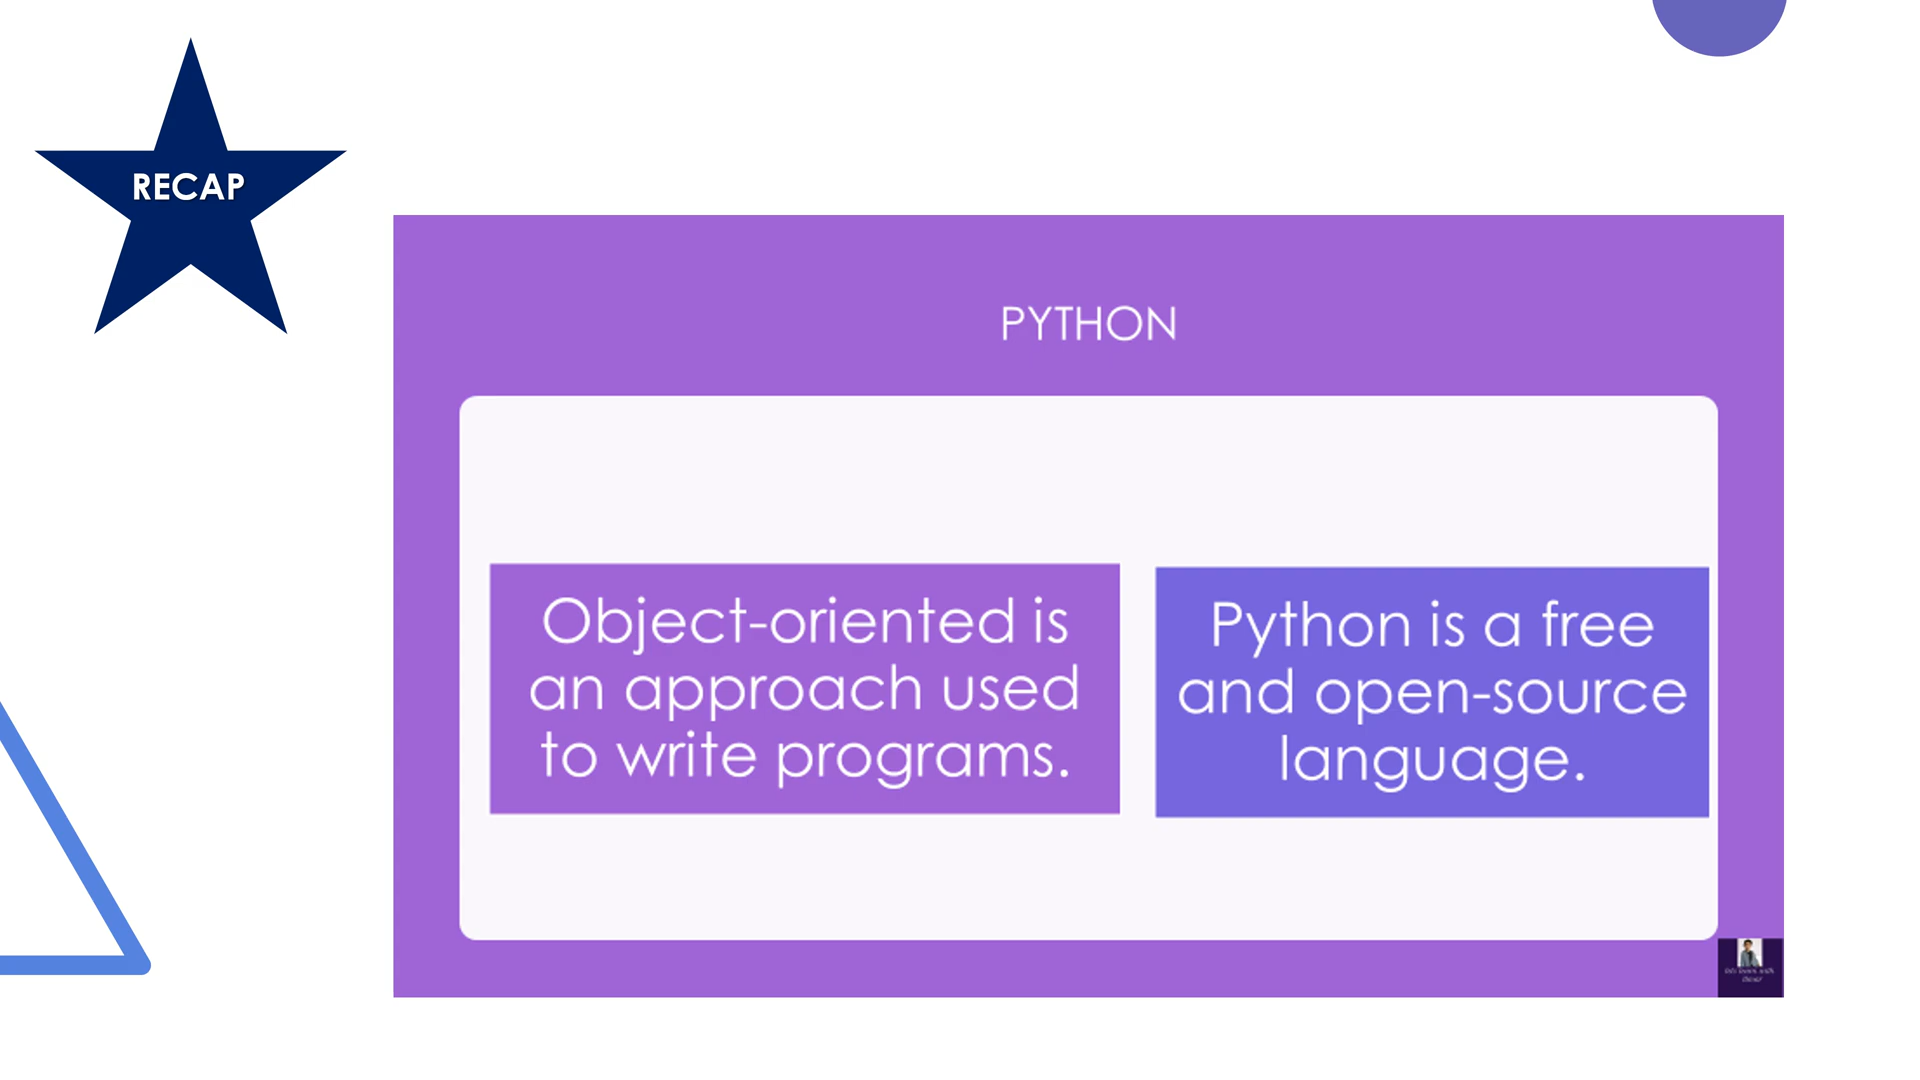 RECAP
PYTHON
Object-oriented is
an approach used
to write programs.
Python is a free
and open-source
language.